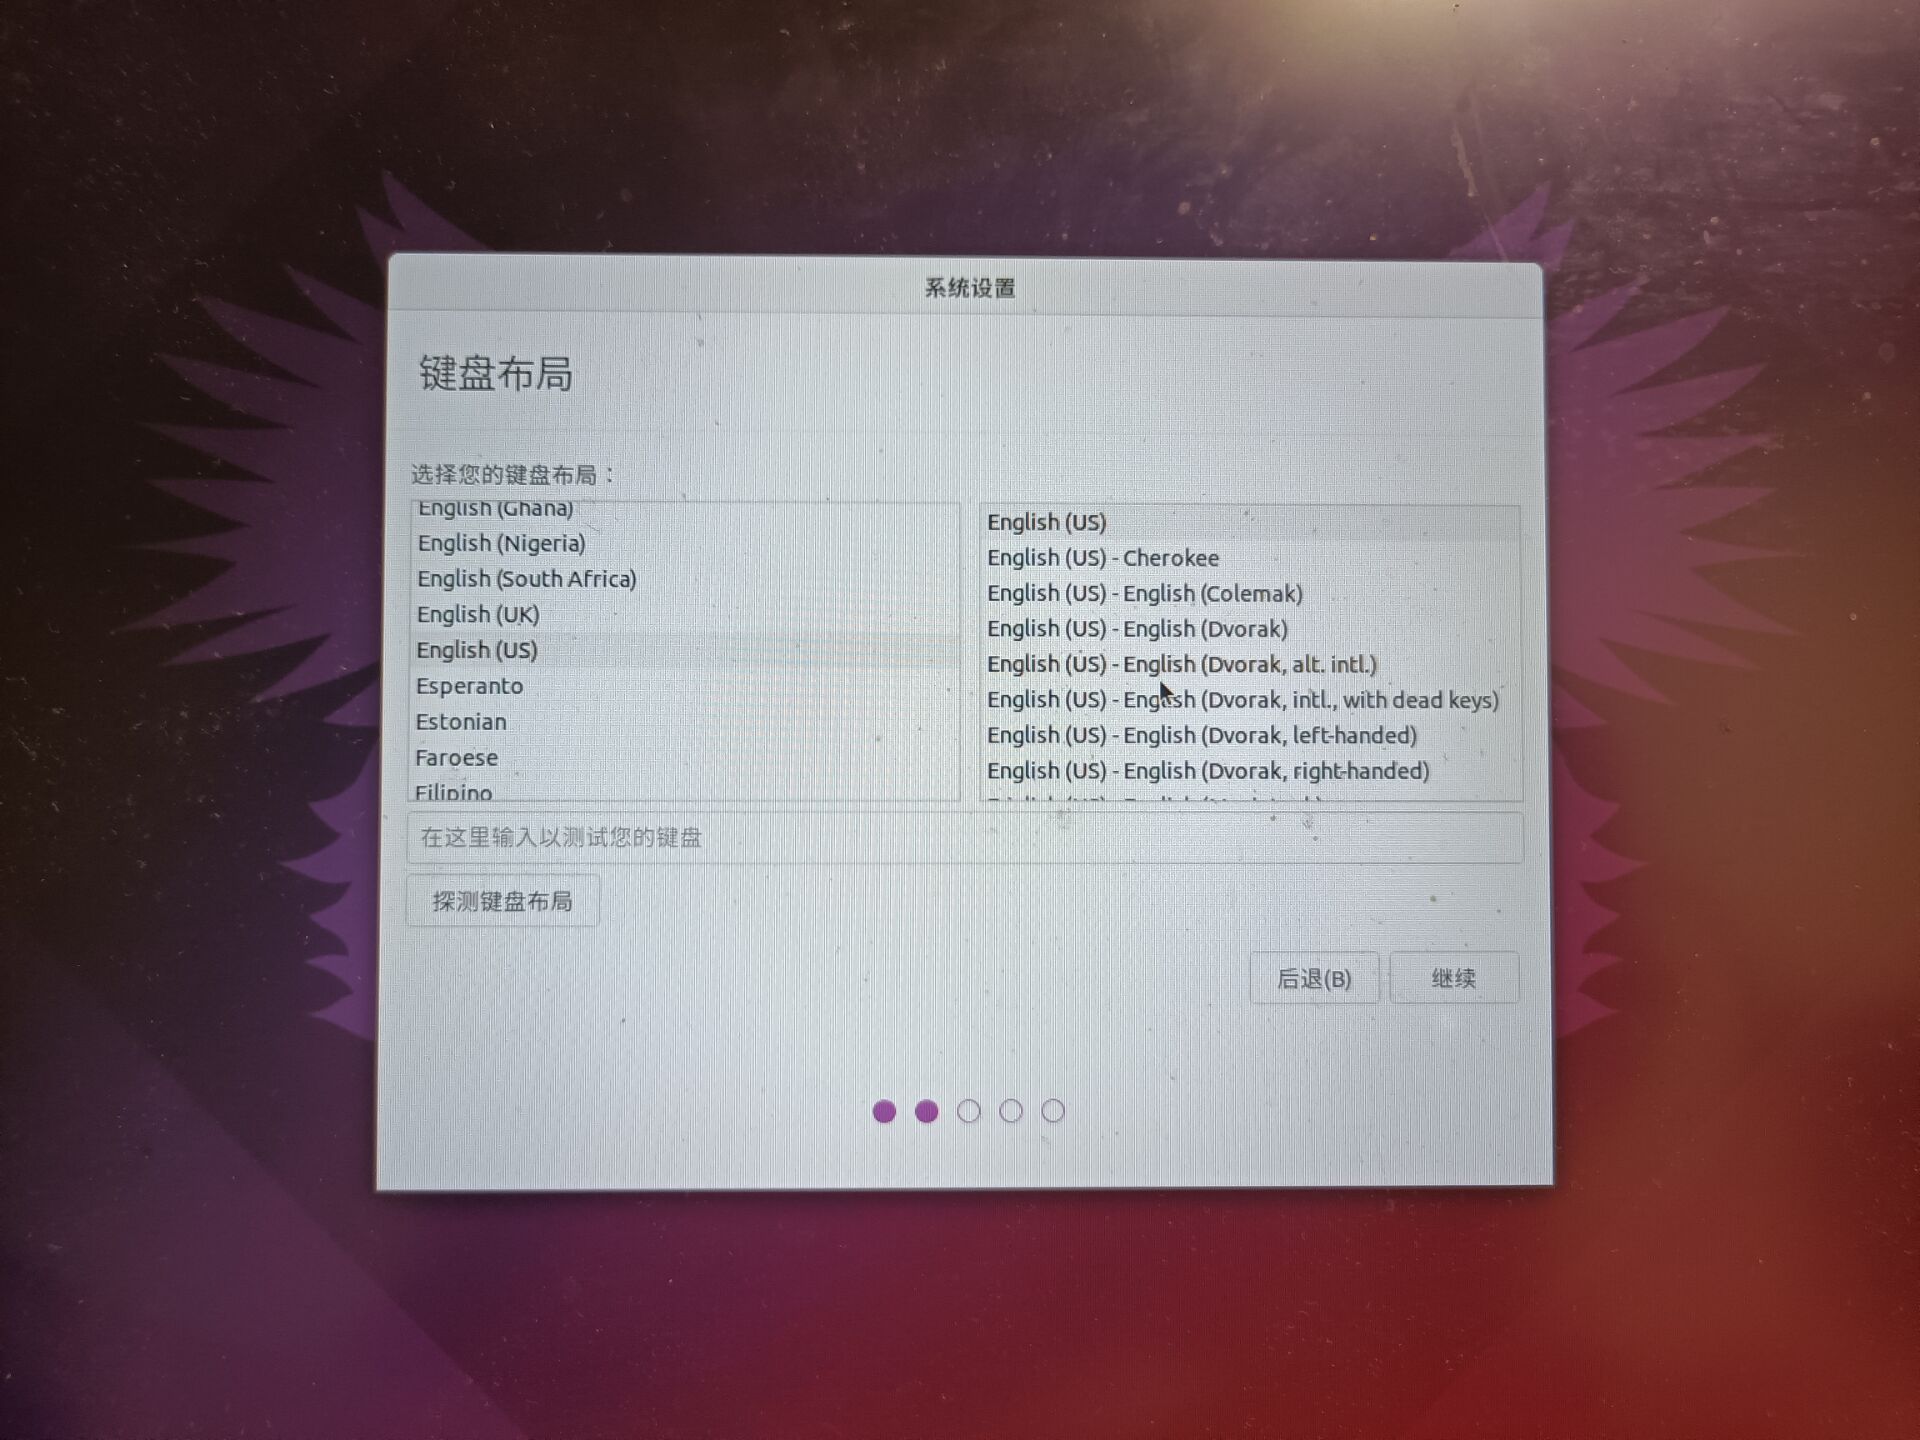 系统设置
键盘布局
选择您的键盘布局：
English (Ghana)
English (Nigeria)
English (South Africa)
English (UK)
English (US)
Esperanto
Estonian
Faroese
Filipino
English (US)
English (US) - Cherokee
English (US) - English (Colemak)
English (US) - English (Dvorak)
English (US) - English (Dvorak, alt. intl.)
English (US) - English (Dvorak, intl., with dead keys)
English (US) - English (Dvorak, left-handed)
English (US) - English (Dvorak, right-handed)
在这里输入以测试您的键盘
探测键盘布局
后退(B)
继续